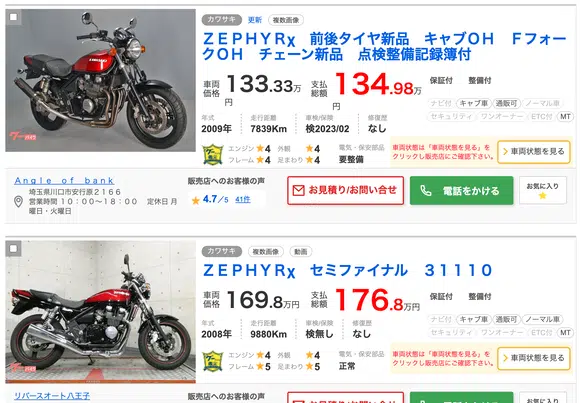 カワサキ 更新 複数画像
ＺＥＰＨＹＲχ 前後タイヤ新品 キャブＯＨ Ｆフォー
クＯＨ チェーン新品 点検整備記録簿付
車両価格 133.33万円 支払総額 134.98万円 保証付 整備付
ナビ付 キャブ車 通販可 ノーマル車
セキュリティ ワンオーナー ETC付 MT
年式 走行距離 車検/保険 修復歴
2009年 7839Km 検2023/02 なし
エンジン ★4 外観 ★4 電気・保安部品
フレーム ★4 足まわり ★4 要整備
車両状態は「車両状態を見る」を
クリックし販売店にご確認下さい。
車両状態を見る
Ａｎｇｌｅ ｏｆ ｂａｎｋ
埼玉県川口市安行原２１６６
営業時間 １０：００～１８：００ 定休日 月
曜日・火曜日
販売店へのお客様の声
★ 4.7/5 41件
お見積り/お問い合せ
電話をかける
お気に入り
★
カワサキ 複数画像 動画
ＺＥＰＨＹＲχ セミファイナル ３１１１０
車両価格 169.8万円 支払総額 176.8万円 保証付 整備付
ナビ付 キャブ車 通販可 ノーマル車
セキュリティ ワンオーナー ETC付 MT
年式 走行距離 車検/保険 修復歴
2008年 9880Km 検無し なし
エンジン ★4 外観 ★4 電気・保安部品
フレーム ★5 足まわり ★5 正常
車両状態は「車両状態を見る」を
クリックし販売店にご確認下さい。
車両状態を見る
リバースオート八王子
販売店へのお客様の声
お気に入り